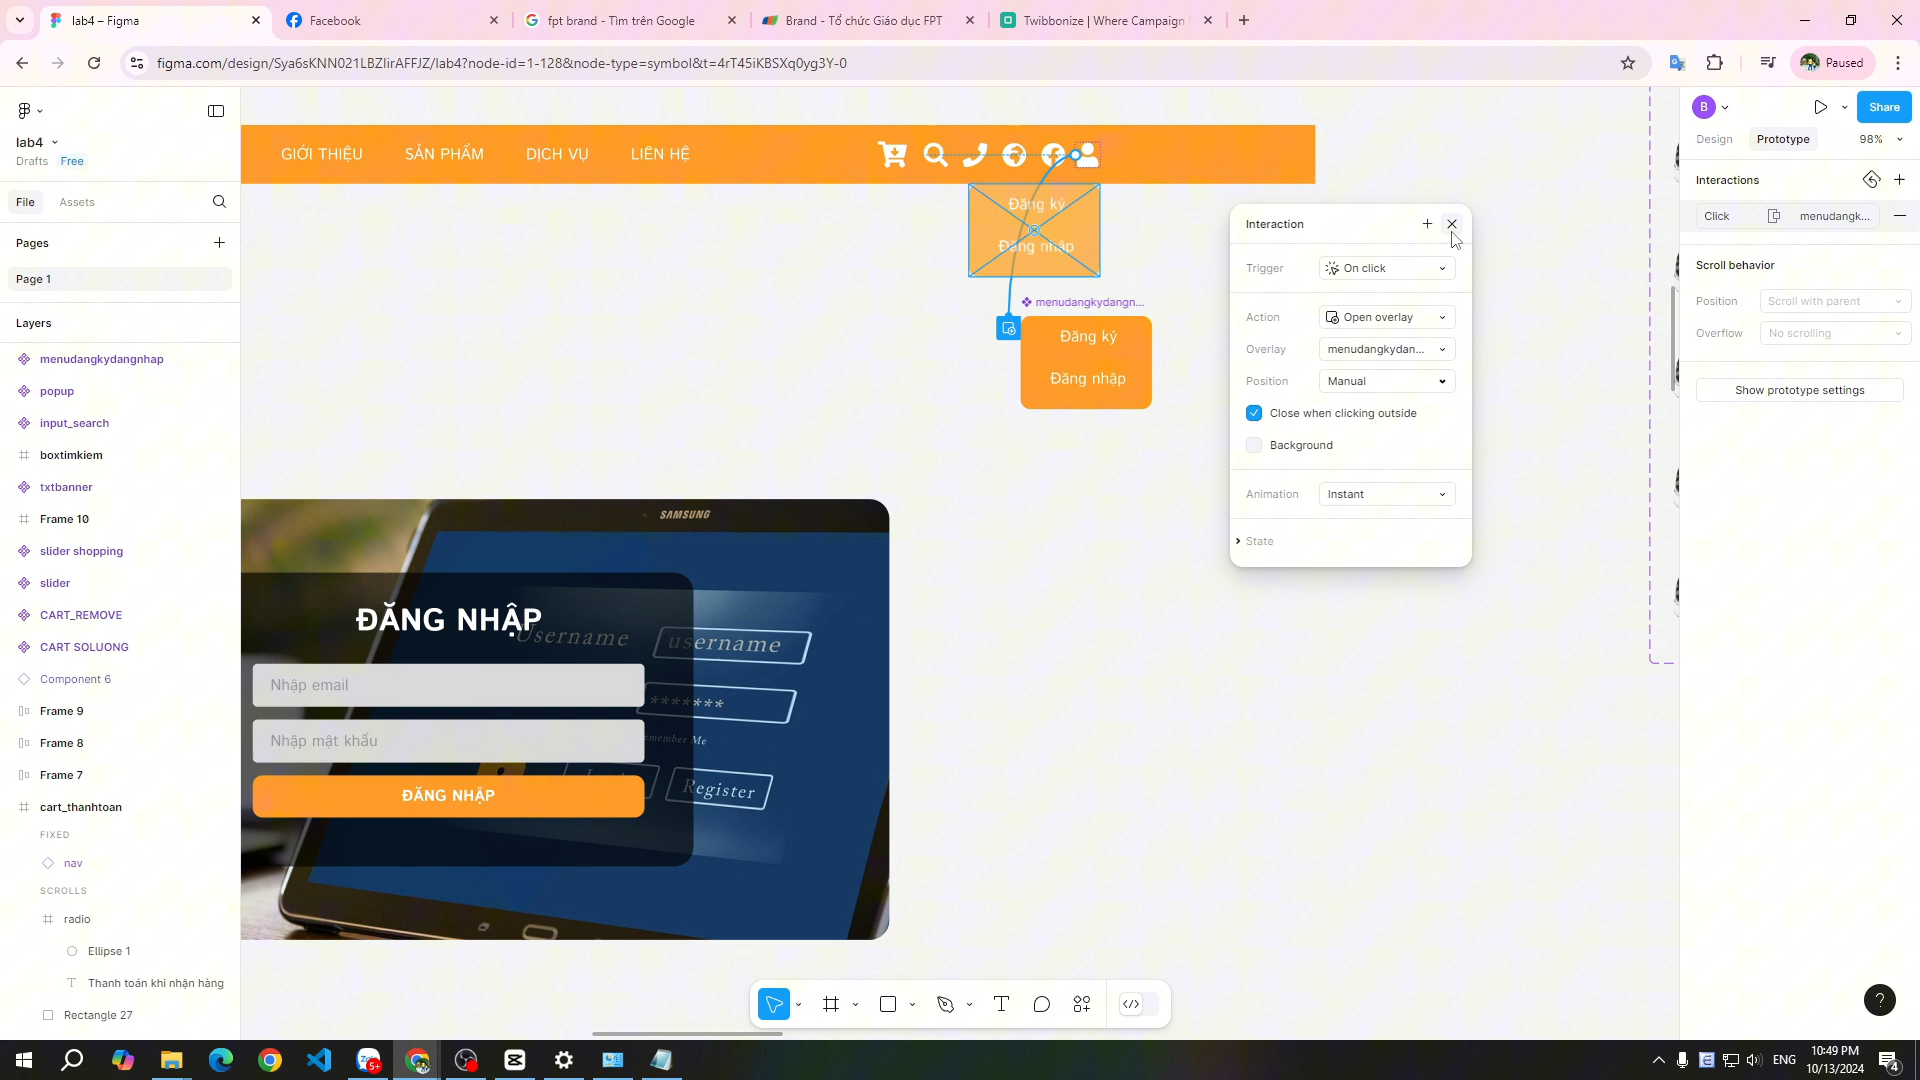 lab4 – Figma
Facebook
fpt brand - Tìm trên Google
Brand - Tổ chức Giáo dục FPT
Twibbonize | Where Campaign
figma.com/design/Sya6sKNN021LBZlirAFFJZ/lab4?node-id=1-128&node-type=symbol&t=4rT45iKBSXq0yg3Y-0
Paused
lab4
Drafts Free
File Assets
Pages
Page 1
Layers
menudangkydangnhap
popup
input_search
boxtimkiem
txtbanner
Frame 10
slider shopping
slider
CART_REMOVE
CART SOLUONG
Component 6
Frame 9
Frame 8
Frame 7
cart_thanhtoan
FIXED
nav
SCROLLS
radio
Ellipse 1
Thanh toán khi nhận hàng
Rectangle 27
GIỚI THIỆU SẢN PHẨM DỊCH VỤ LIÊN HỆ
Đăng ký
Đăng nhập
menudangkydangn...
Đăng ký
Đăng nhập
SAMSUNG
ĐĂNG NHẬP
Username username
Nhập email
*******
Nhập mật khẩu
Me
Register
ĐĂNG NHẬP
Interaction
Trigger On click
Action Open overlay
Overlay menudangkydan...
Position Manual
Close when clicking outside
Background
Animation Instant
State
B
Share
Design Prototype 98%
Interactions
Click menudangk...
Scroll behavior
Position Scroll with parent
Overflow No scrolling
Show prototype settings
?
5+
ENG
10:49 PM
10/13/2024
4